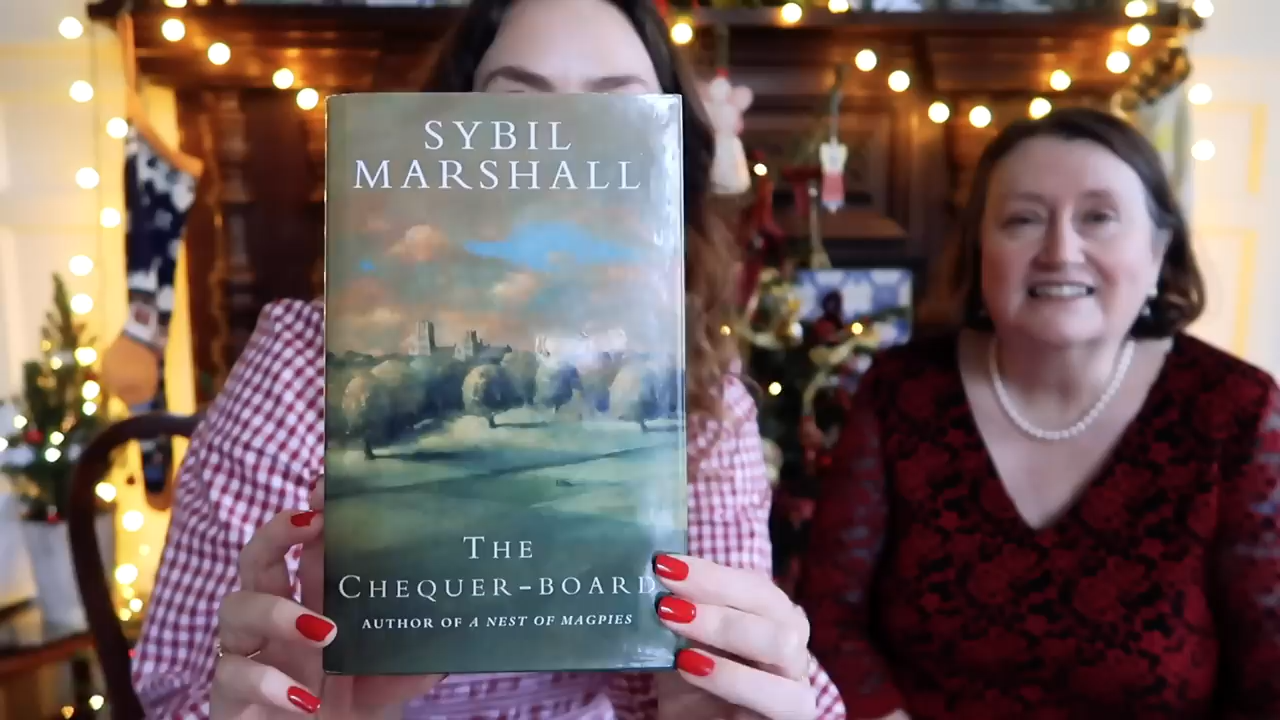 SYBIL
MARSHALL
THE
CHEQUER-BOARD
AUTHOR OF A NEST OF MAGPIES